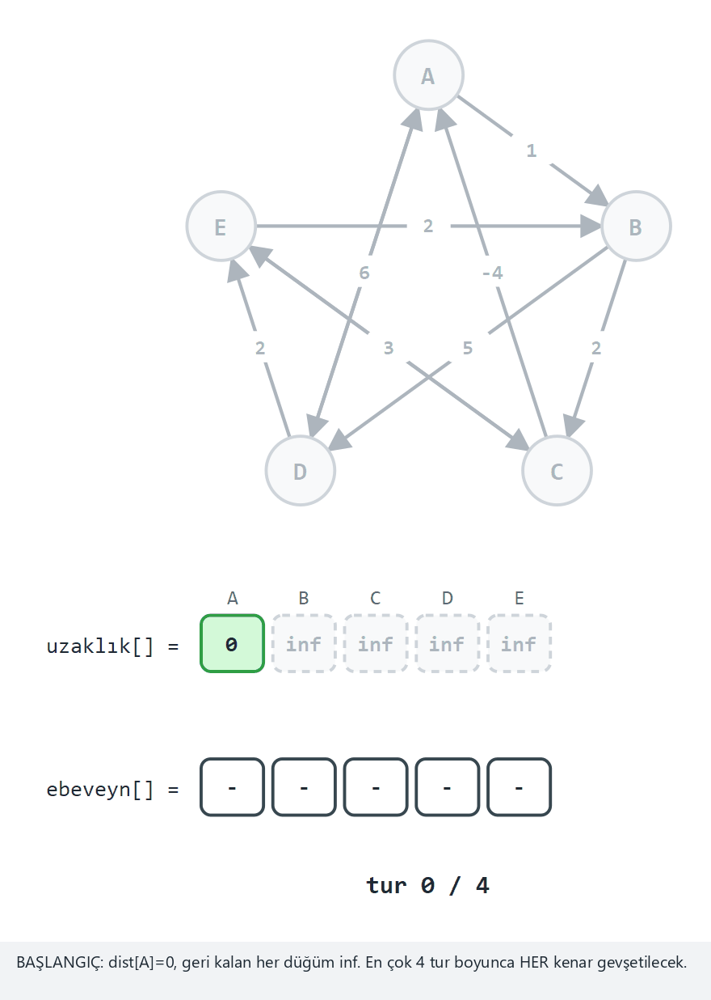 A
1
E
2
B
6
-4
2
3
5
2
D
C
A B C D E
uzaklık[] = 0 inf inf inf inf
ebeveyn[] = - - - - -
tur 0 / 4
BAŞLANGIÇ: dist[A]=0, geri kalan her düğüm inf. En çok 4 tur boyunca HER kenar gevşetilecek.